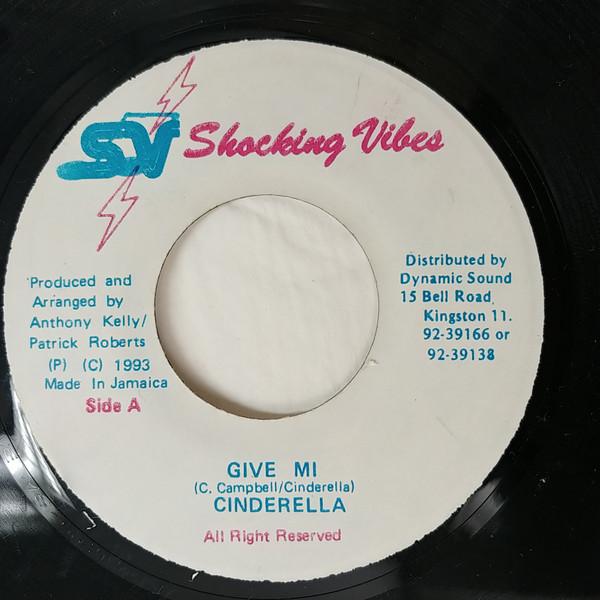 SV Shocking Vibes
Produced and
Arranged by
Anthony Kelly/
Patrick Roberts
(P) (C) 1993
Made In Jamaica
Side A
Distributed by
Dynamic Sound
15 Bell Road,
Kingston 11.
92-39166 or
92-39138
GIVE MI
(C. Campbell/Cinderella)
CINDERELLA
All Right Reserved